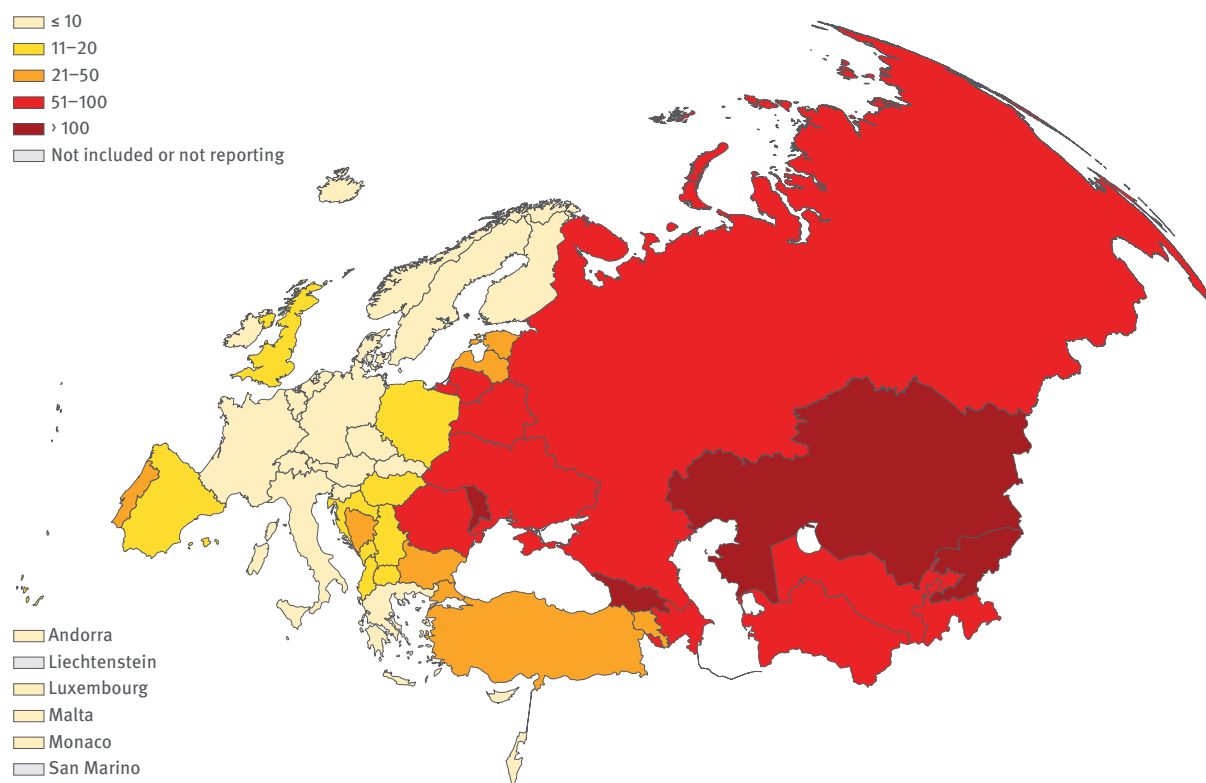 ≤ 10
11–20
21–50
51–100
> 100
Not included or not reporting
Andorra
Liechtenstein
Luxembourg
Malta
Monaco
San Marino